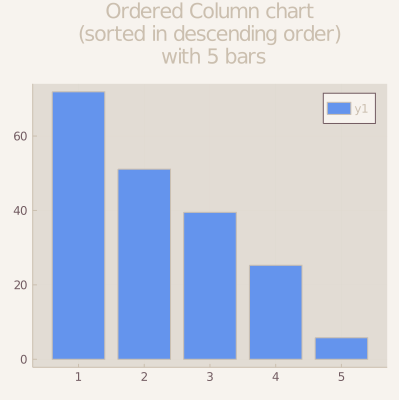 Ordered Column chart
(sorted in descending order)
with 5 bars
y1
60
40
20
0
1 2 3 4 5